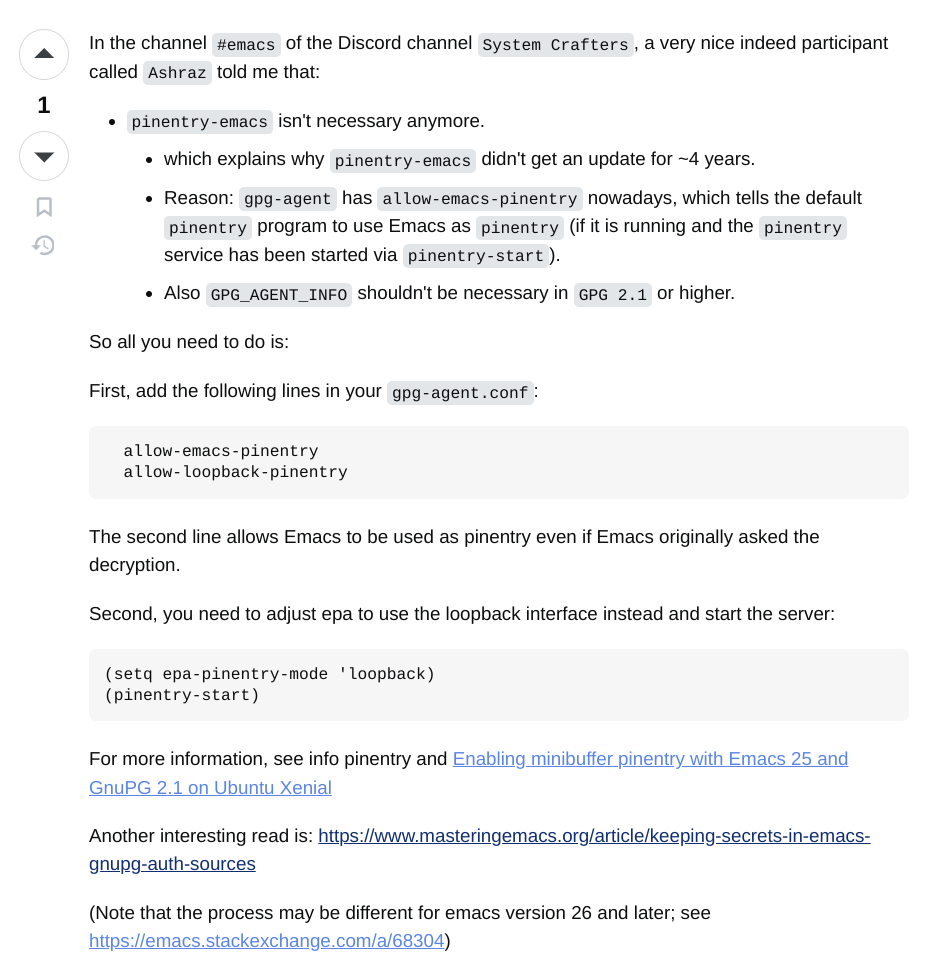 In the channel #emacs of the Discord channel System Crafters, a very nice indeed participant
called Ashraz told me that:
1
• pinentry-emacs isn't necessary anymore.
• which explains why pinentry-emacs didn't get an update for ~4 years.
• Reason: gpg-agent has allow-emacs-pinentry nowadays, which tells the default
pinentry program to use Emacs as pinentry (if it is running and the pinentry
service has been started via pinentry-start).
• Also GPG_AGENT_INFO shouldn't be necessary in GPG 2.1 or higher.
So all you need to do is:
First, add the following lines in your gpg-agent.conf:
allow-emacs-pinentry
allow-loopback-pinentry
The second line allows Emacs to be used as pinentry even if Emacs originally asked the
decryption.
Second, you need to adjust epa to use the loopback interface instead and start the server:
(setq epa-pinentry-mode 'loopback)
(pinentry-start)
For more information, see info pinentry and Enabling minibuffer pinentry with Emacs 25 and
GnuPG 2.1 on Ubuntu Xenial
Another interesting read is: https://www.masteringemacs.org/article/keeping-secrets-in-emacs-
gnupg-auth-sources
(Note that the process may be different for emacs version 26 and later; see
https://emacs.stackexchange.com/a/68304)